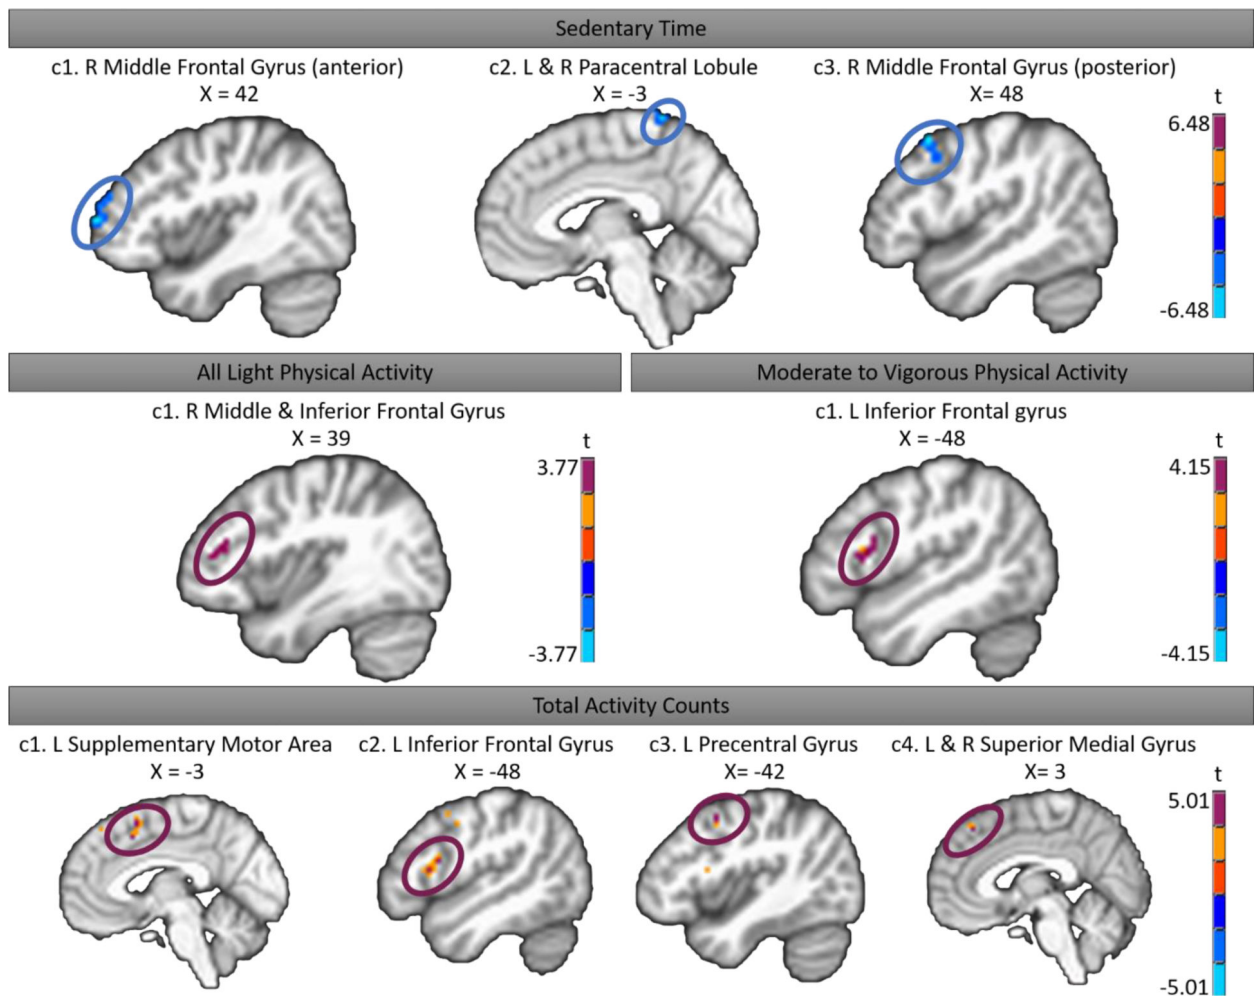 Sedentary Time
c1. R Middle Frontal Gyrus (anterior)
X = 42
c2. L & R Paracentral Lobule
X = -3
c3. R Middle Frontal Gyrus (posterior)
X= 48
t
6.48
-6.48
All Light Physical Activity
c1. R Middle & Inferior Frontal Gyrus
X = 39
t
3.77
-3.77
Moderate to Vigorous Physical Activity
c1. L Inferior Frontal gyrus
X = -48
t
4.15
-4.15
Total Activity Counts
c1. L Supplementary Motor Area
X = -3
c2. L Inferior Frontal Gyrus
X = -48
c3. L Precentral Gyrus
X= -42
c4. L & R Superior Medial Gyrus
X= 3
t
5.01
-5.01